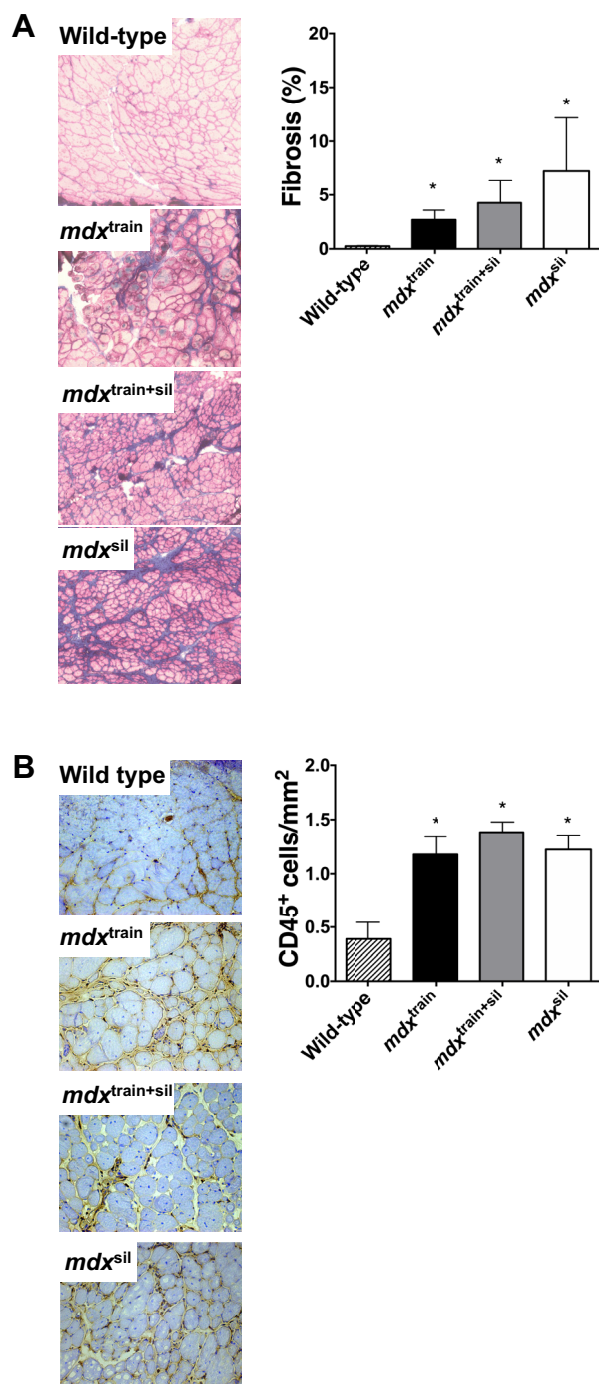 A
Wild-type
mdxtrain
mdxtrain+sil
mdxsil
Fibrosis (%)
20
15
10
5
0
*
*
*
Wild-type
mdxtrain
mdxtrain+sil
mdxsil
B
Wild type
mdxtrain
mdxtrain+sil
mdxsil
CD45+ cells/mm2
2.0
1.5
1.0
0.5
0.0
*
*
*
Wild-type
mdxtrain
mdxtrain+sil
mdxsil